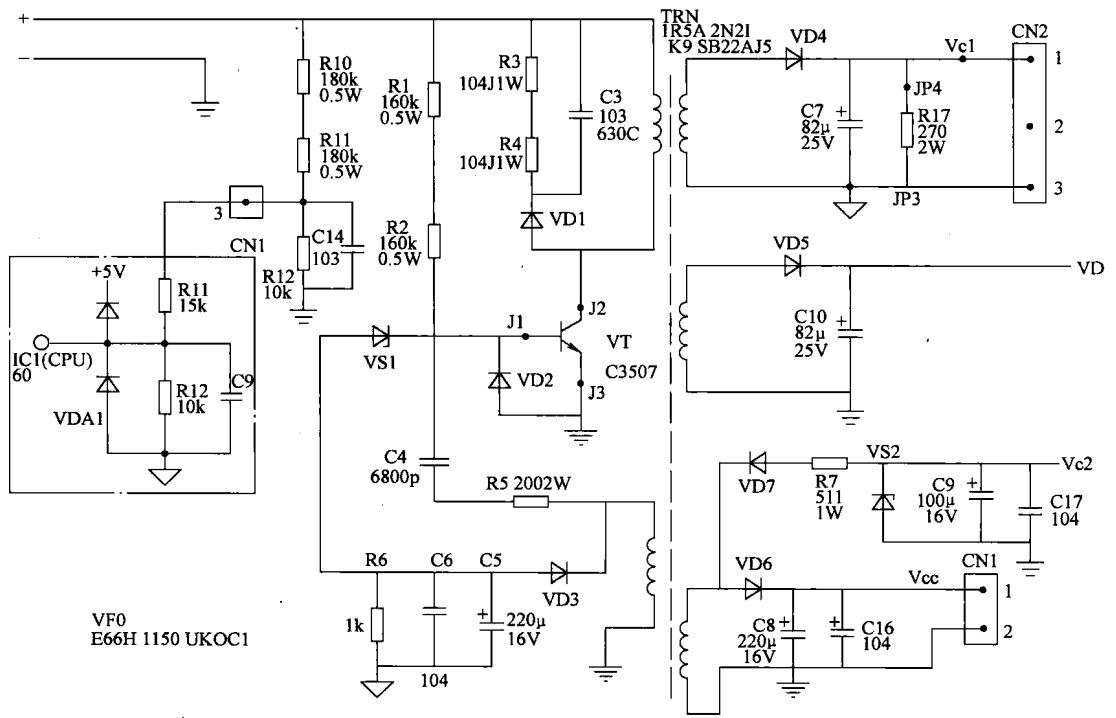 +
−
R10
180k
0.5W
R11
180k
0.5W
R1
160k
0.5W
R2
160k
0.5W
R3
104J1W
R4
104J1W
C3
103
630C
VD1
TRN
1R5A 2N2I
K9 SB22AJ5
VD4
Vc1
CN2
1
2
3
C7
+
82μ
25V
JP4
R17
270
2W
JP3
3
CN1
C14
103
R12
10k
+5V
R11
15k
IC1(CPU)
60
VDA1
R12
10k
C9
VS1
J1
J2
J3
VT
C3507
VD2
VD5
VD
C10
+
82μ
25V
C4
6800p
R5 2002W
R6
1k
C6
104
C5
+
220μ
16V
VD3
VD7
R7
511
1W
VS2
C9
+
100μ
16V
Vc2
C17
104
VD6
Vcc
CN1
1
2
C8
+
220μ
16V
+
C16
104
VF0
E66H 1150 UKOC1